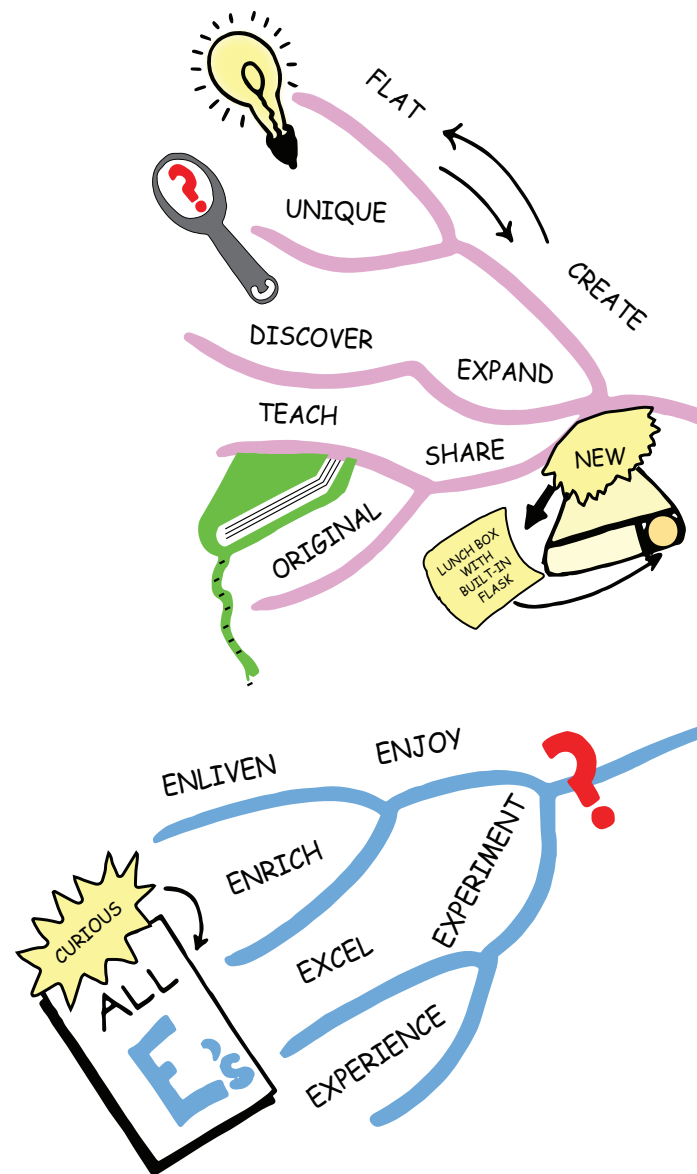 FLAT
UNIQUE
CREATE
DISCOVER
EXPAND
TEACH
SHARE
NEW
ORIGINAL
LUNCH BOX
WITH
BUILT-IN
FLASK
?
ENJOY
ENLIVEN
?
EXPERIMENT
ENRICH
CURIOUS
EXCEL
ALL
E's
EXPERIENCE